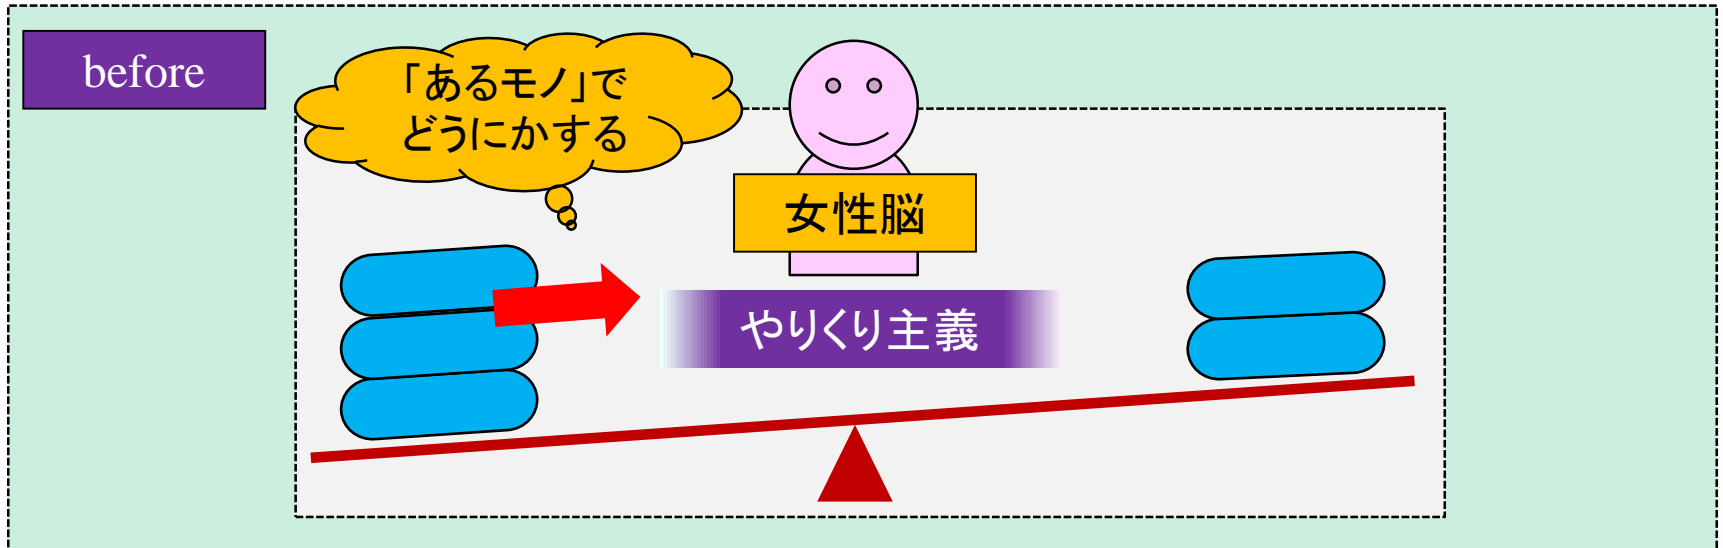 before
「あるモノ」で
どうにかする
女性脳
やりくり主義